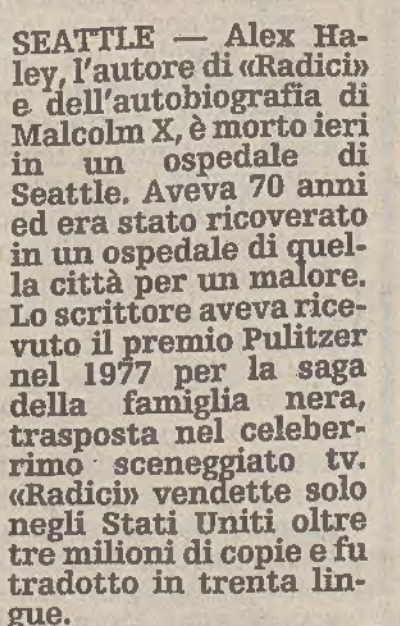 SEATTLE — Alex Ha-
ley, l'autore di «Radici»
e dell'autobiografia di
Malcolm X, è morto ieri
in un ospedale di
Seattle. Aveva 70 anni
ed era stato ricoverato
in un ospedale di quel-
la città per un malore.
Lo scrittore aveva rice-
vuto il premio Pulitzer
nel 1977 per la saga
della famiglia nera,
trasposta nel celeber-
rimo sceneggiato tv.
«Radici» vendette solo
negli Stati Uniti oltre
tre milioni di copie e fu
tradotto in trenta lin-
gue.